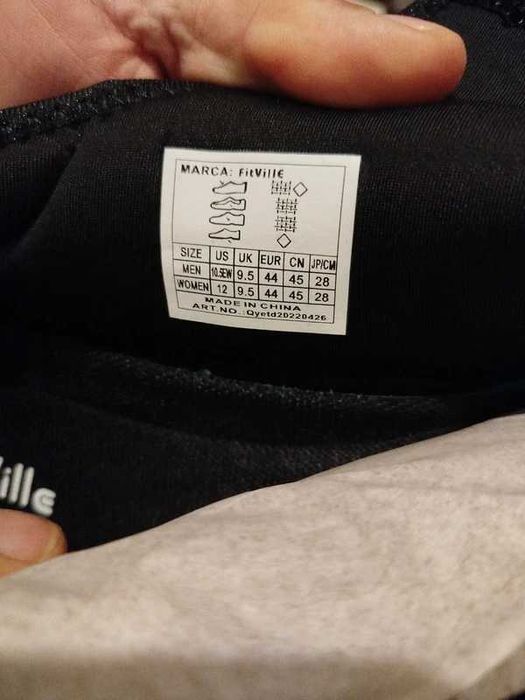 MARCA: FitVille
SIZE US UK EUR CN JP/CM
MEN 10.5EW 9.5 44 45 28
WOMEN 12 9.5 44 45 28
MADE IN CHINA
ART.NO.: Qyetd20220426
ille